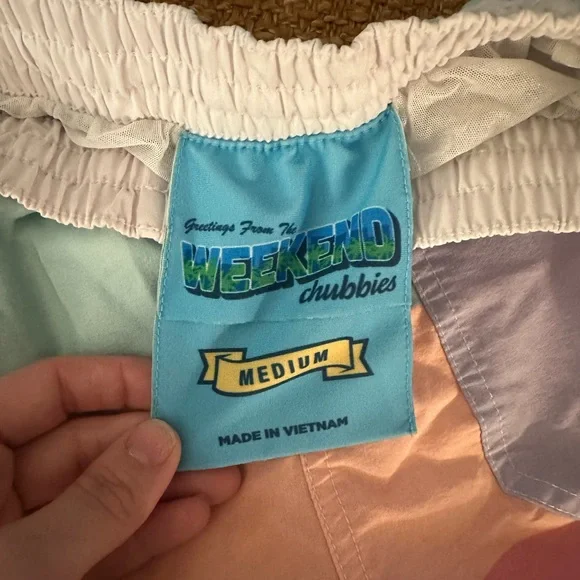 Greetings From The
WEEKEND
chubbies
MEDIUM
MADE IN VIETNAM